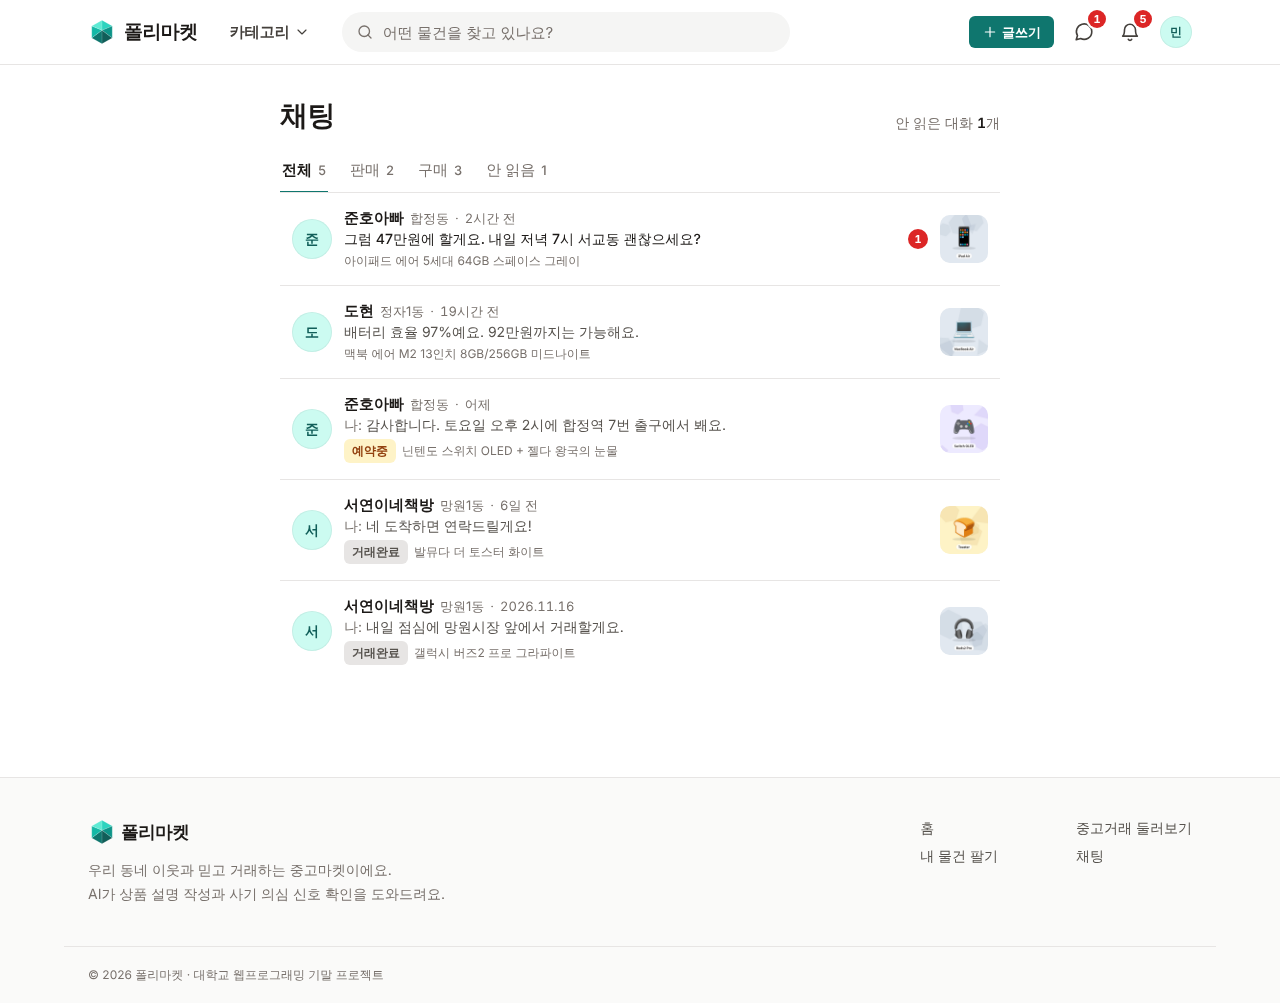 폴리마켓
카테고리
어떤 물건을 찾고 있나요?
글쓰기
1
5
민
채팅
안 읽은 대화 1개
전체 5
판매 2
구매 3
안 읽음 1
준
준호아빠 합정동 · 2시간 전
그럼 47만원에 할게요. 내일 저녁 7시 서교동 괜찮으세요?
아이패드 에어 5세대 64GB 스페이스 그레이
1
도
도현 정자1동 · 19시간 전
배터리 효율 97%예요. 92만원까지는 가능해요.
맥북 에어 M2 13인치 8GB/256GB 미드나이트
준
준호아빠 합정동 · 어제
나: 감사합니다. 토요일 오후 2시에 합정역 7번 출구에서 봬요.
예약중 닌텐도 스위치 OLED + 젤다 왕국의 눈물
서
서연이네책방 망원1동 · 6일 전
나: 네 도착하면 연락드릴게요!
거래완료 발뮤다 더 토스터 화이트
서
서연이네책방 망원1동 · 2026.11.16
나: 내일 점심에 망원시장 앞에서 거래할게요.
거래완료 갤럭시 버즈2 프로 그라파이트
폴리마켓
우리 동네 이웃과 믿고 거래하는 중고마켓이에요.
AI가 상품 설명 작성과 사기 의심 신호 확인을 도와드려요.
홈
중고거래 둘러보기
내 물건 팔기
채팅
© 2026 폴리마켓 · 대학교 웹프로그래밍 기말 프로젝트